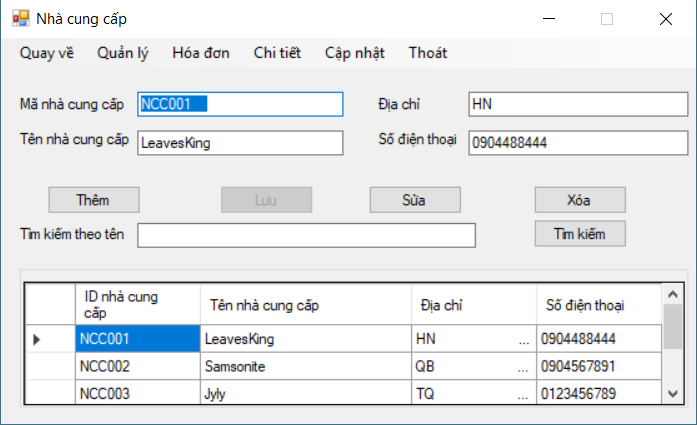 Nhà cung cấp
Quay về Quản lý Hóa đơn Chi tiết Cập nhật Thoát
Mã nhà cung cấp NCC001 Địa chỉ HN
Tên nhà cung cấp LeavesKing Số điện thoại 0904488444
Thêm Lưu Sửa Xóa
Tìm kiếm theo tên Tìm kiếm
ID nhà cung cấp Tên nhà cung cấp Địa chỉ Số điện thoại
NCC001 LeavesKing HN ... 0904488444
NCC002 Samsonite QB ... 0904567891
NCC003 Jyly TQ ... 0123456789